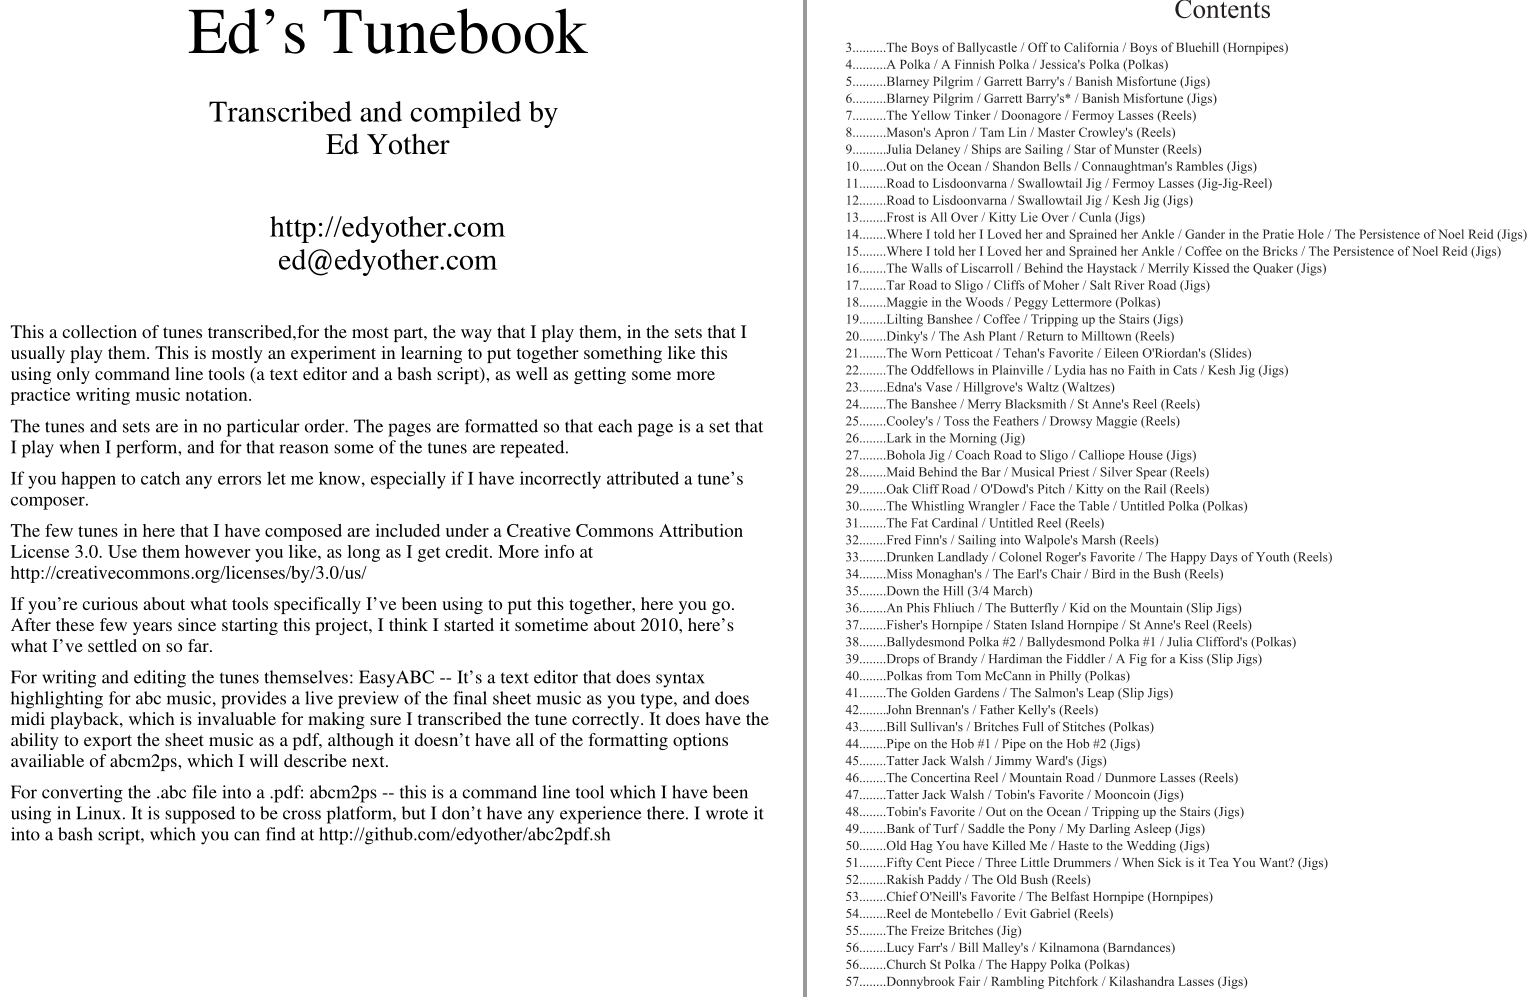 Ed's Tunebook
Transcribed and compiled by
Ed Yother
http://edyother.com
ed@edyother.com
This a collection of tunes transcribed,for the most part, the way that I play them, in the sets that I
usually play them. This is mostly an experiment in learning to put together something like this
using only command line tools (a text editor and a bash script), as well as getting some more
practice writing music notation.
The tunes and sets are in no particular order. The pages are formatted so that each page is a set that
I play when I perform, and for that reason some of the tunes are repeated.
If you happen to catch any errors let me know, especially if I have incorrectly attributed a tune's
composer.
The few tunes in here that I have composed are included under a Creative Commons Attribution
License 3.0. Use them however you like, as long as I get credit. More info at
http://creativecommons.org/licenses/by/3.0/us/
If you're curious about what tools specifically I've been using to put this together, here you go.
After these few years since starting this project, I think I started it sometime about 2010, here's
what I've settled on so far.
For writing and editing the tunes themselves: EasyABC -- It's a text editor that does syntax
highlighting for abc music, provides a live preview of the final sheet music as you type, and does
midi playback, which is invaluable for making sure I transcribed the tune correctly. It does have the
ability to export the sheet music as a pdf, although it doesn't have all of the formatting options
availiable of abcm2ps, which I will describe next.
For converting the .abc file into a .pdf: abcm2ps -- this is a command line tool which I have been
using in Linux. It is supposed to be cross platform, but I don't have any experience there. I wrote it
into a bash script, which you can find at http://github.com/edyother/abc2pdf.sh
Contents
3..........The Boys of Ballycastle / Off to California / Boys of Bluehill (Hornpipes)
4..........A Polka / A Finnish Polka / Jessica's Polka (Polkas)
5..........Blarney Pilgrim / Garrett Barry's / Banish Misfortune (Jigs)
6..........Blarney Pilgrim / Garrett Barry's* / Banish Misfortune (Jigs)
7..........The Yellow Tinker / Doonagore / Fermoy Lasses (Reels)
8..........Mason's Apron / Tam Lin / Master Crowley's (Reels)
9..........Julia Delaney / Ships are Sailing / Star of Munster (Reels)
10........Out on the Ocean / Shandon Bells / Connaughtman's Rambles (Jigs)
11........Road to Lisdoonvarna / Swallowtail Jig / Fermoy Lasses (Jig-Jig-Reel)
12........Road to Lisdoonvarna / Swallowtail Jig / Kesh Jig (Jigs)
13........Frost is All Over / Kitty Lie Over / Cunla (Jigs)
14........Where I told her I Loved her and Sprained her Ankle / Gander in the Pratie Hole / The Persistence of Noel Reid (Jigs)
15........Where I told her I Loved her and Sprained her Ankle / Coffee on the Bricks / The Persistence of Noel Reid (Jigs)
16........The Walls of Liscarroll / Behind the Haystack / Merrily Kissed the Quaker (Jigs)
17........Tar Road to Sligo / Cliffs of Moher / Salt River Road (Jigs)
18........Maggie in the Woods / Peggy Lettermore (Polkas)
19........Lilting Banshee / Coffee / Tripping up the Stairs (Jigs)
20........Dinky's / The Ash Plant / Return to Milltown (Reels)
21........The Worn Petticoat / Tehan's Favorite / Eileen O'Riordan's (Slides)
22........The Oddfellows in Plainville / Lydia has no Faith in Cats / Kesh Jig (Jigs)
23........Edna's Vase / Hillgrove's Waltz (Waltzes)
24........The Banshee / Merry Blacksmith / St Anne's Reel (Reels)
25........Cooley's / Toss the Feathers / Drowsy Maggie (Reels)
26........Lark in the Morning (Jig)
27........Bohola Jig / Coach Road to Sligo / Calliope House (Jigs)
28........Maid Behind the Bar / Musical Priest / Silver Spear (Reels)
29........Oak Cliff Road / O'Dowd's Pitch / Kitty on the Rail (Reels)
30........The Whistling Wrangler / Face the Table / Untitled Polka (Polkas)
31........The Fat Cardinal / Untitled Reel (Reels)
32........Fred Finn's / Sailing into Walpole's Marsh (Reels)
33........Drunken Landlady / Colonel Roger's Favorite / The Happy Days of Youth (Reels)
34........Miss Monaghan's / The Earl's Chair / Bird in the Bush (Reels)
35........Down the Hill (3/4 March)
36........An Phis Fhliuch / The Butterfly / Kid on the Mountain (Slip Jigs)
37........Fisher's Hornpipe / Staten Island Hornpipe / St Anne's Reel (Reels)
38........Ballydesmond Polka #2 / Ballydesmond Polka #1 / Julia Clifford's (Polkas)
39........Drops of Brandy / Hardiman the Fiddler / A Fig for a Kiss (Slip Jigs)
40........Polkas from Tom McCann in Philly (Polkas)
41........The Golden Gardens / The Salmon's Leap (Slip Jigs)
42........John Brennan's / Father Kelly's (Reels)
43........Bill Sullivan's / Britches Full of Stitches (Polkas)
44........Pipe on the Hob #1 / Pipe on the Hob #2 (Jigs)
45........Tatter Jack Walsh / Jimmy Ward's (Jigs)
46........The Concertina Reel / Mountain Road / Dunmore Lasses (Reels)
47........Tatter Jack Walsh / Tobin's Favorite / Mooncoin (Jigs)
48........Tobin's Favorite / Out on the Ocean / Tripping up the Stairs (Jigs)
49........Bank of Turf / Saddle the Pony / My Darling Asleep (Jigs)
50........Old Hag You have Killed Me / Haste to the Wedding (Jigs)
51........Fifty Cent Piece / Three Little Drummers / When Sick is it Tea You Want? (Jigs)
52........Rakish Paddy / The Old Bush (Reels)
53........Chief O'Neill's Favorite / The Belfast Hornpipe (Hornpipes)
54........Reel de Montebello / Evit Gabriel (Reels)
55........The Freize Britches (Jig)
56........Lucy Farr's / Bill Malley's / Kilnamona (Barndances)
56........Church St Polka / The Happy Polka (Polkas)
57........Donnybrook Fair / Rambling Pitchfork / Kilashandra Lasses (Jigs)